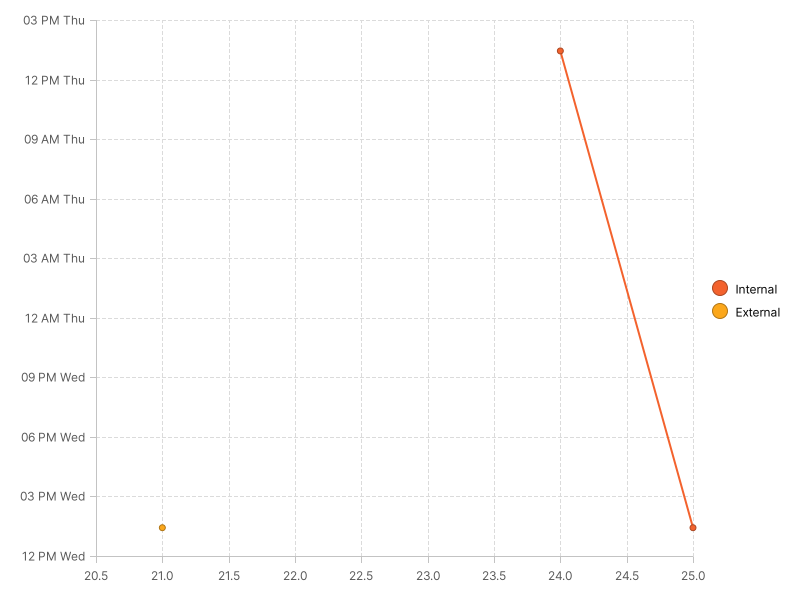 03 PM Thu
12 PM Thu
09 AM Thu
06 AM Thu
03 AM Thu
12 AM Thu
09 PM Wed
06 PM Wed
03 PM Wed
12 PM Wed
20.5 21.0 21.5 22.0 22.5 23.0 23.5 24.0 24.5 25.0
Internal
External